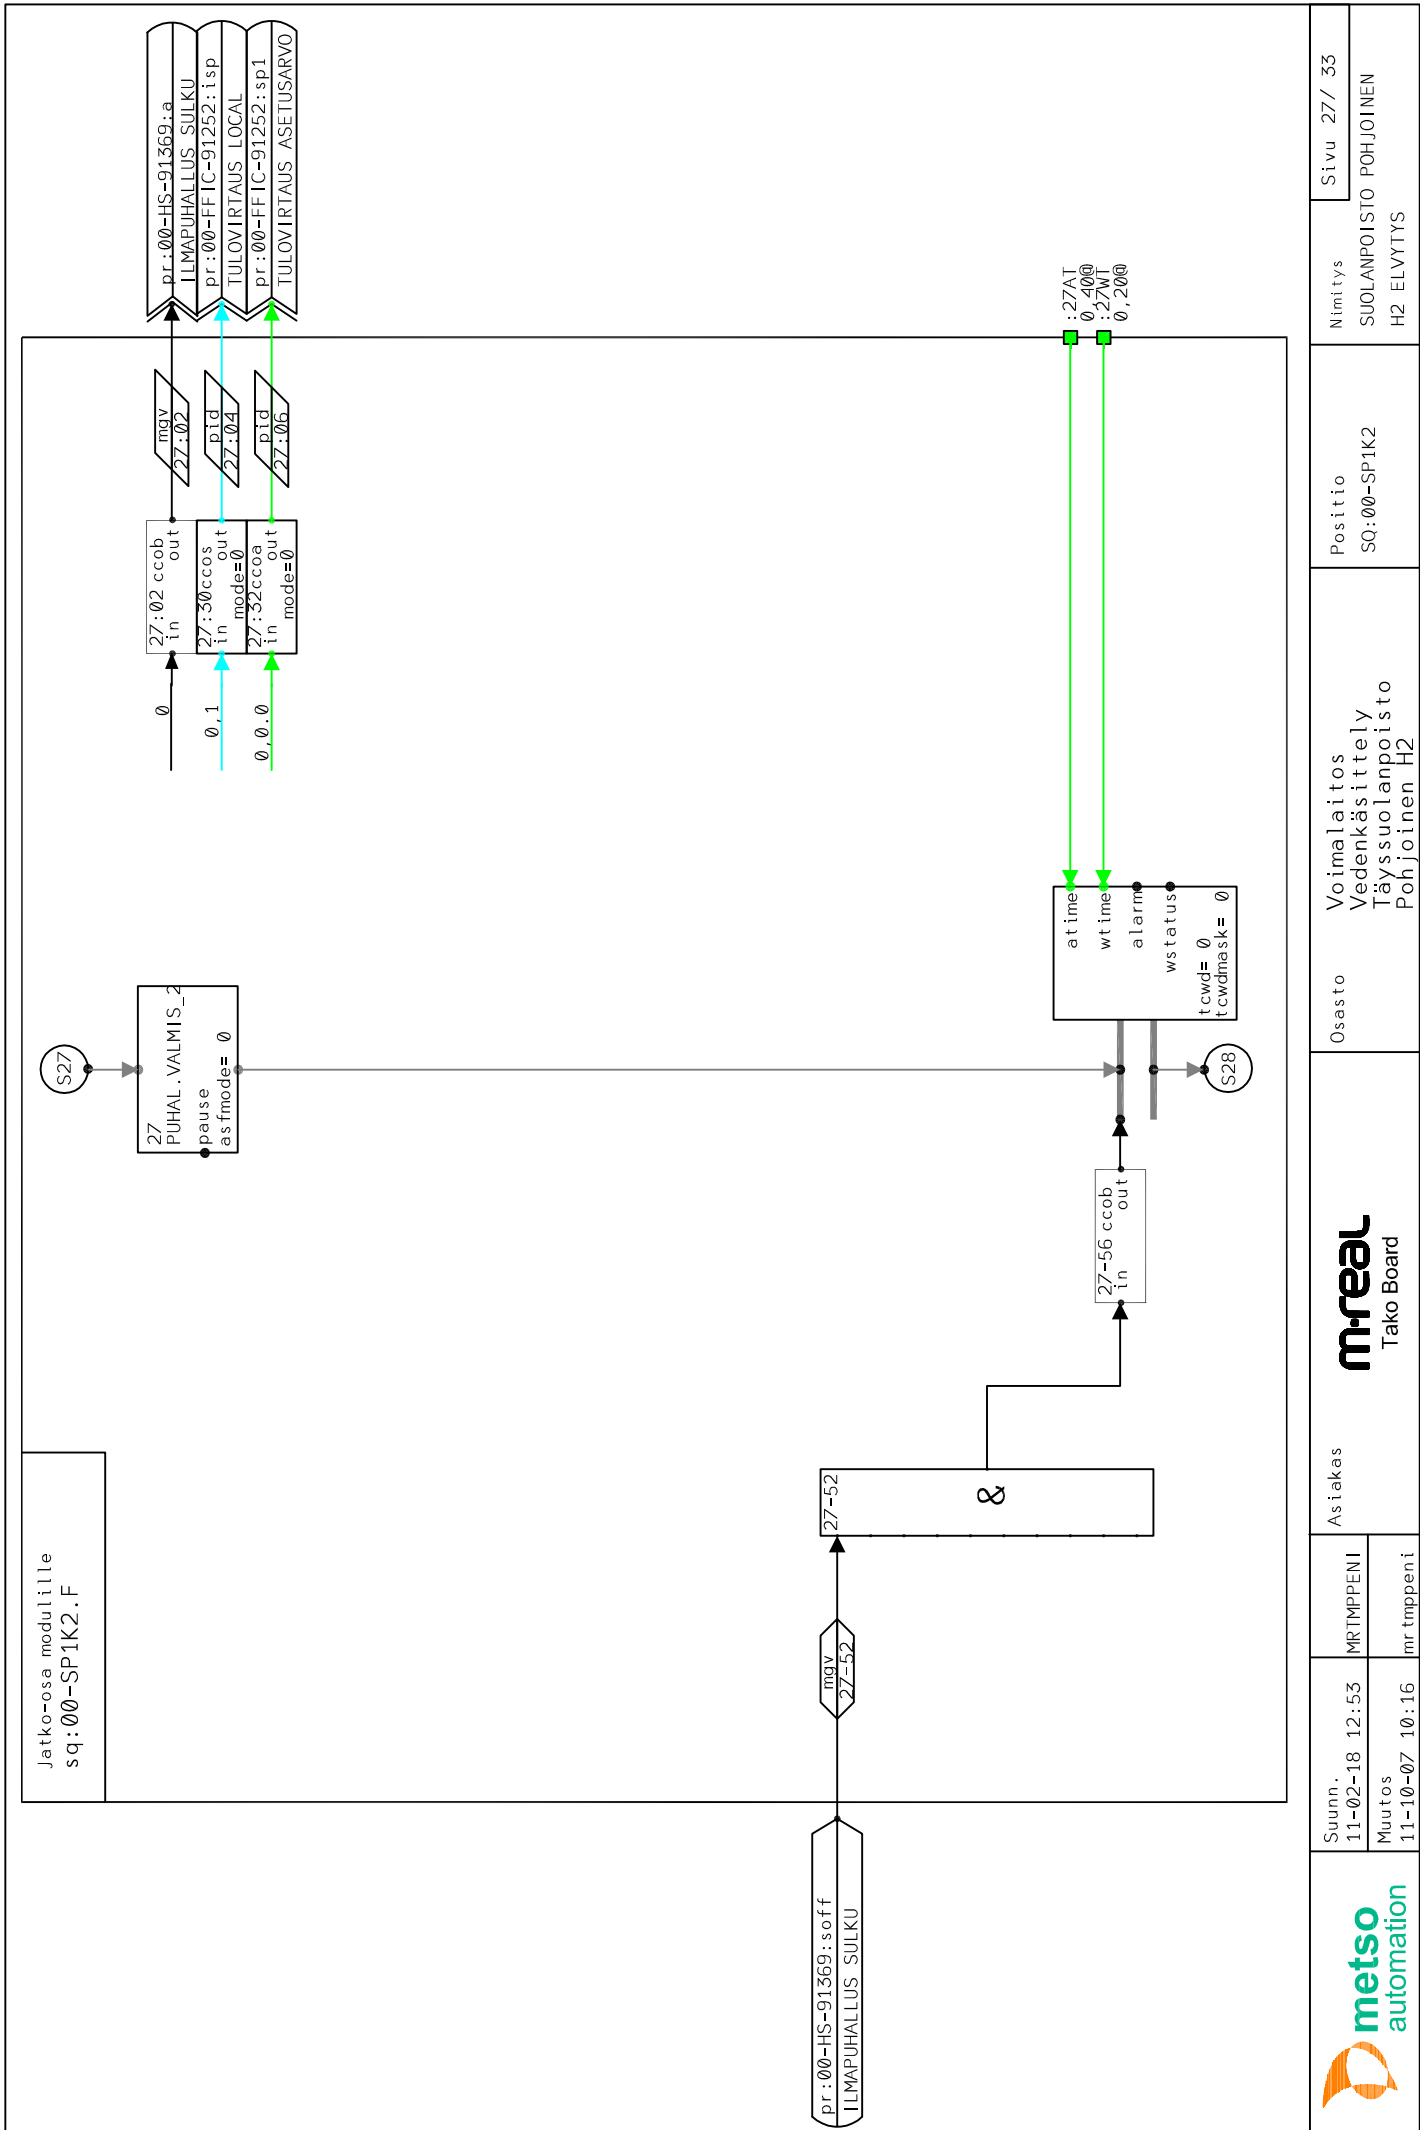 Jatko-osa modulille
sq:00-SP1K2.F
S27
27
PUHAL.VALMIS_2
pause
asfmode= 0
0
27:02 ccob
in out
mgv
27:02
pr:00-HS-91369:a
ILMAPUHALLUS SULKU
0,1
27:30ccos
in out
mode=0
pid
27:04
pr:00-FFIC-91252:isp
TULOVIRTAUS LOCAL
0,0.0
27:32ccoa
in out
mode=0
pid
27:06
pr:00-FFIC-91252:sp1
TULOVIRTAUS ASETUSARVO
pr:00-HS-91369:soff
ILMAPUHALLUS SULKU
mgv
27-52
27-52
&
27-56 ccob
in out
atime
wtime
alarm
wstatus
tcwd= 0
tcwdmask= 0
:27AT
0,400
:27WT
0,200
S28
metso
automation
Suunn.
11-02-18 12:53
MRTMPPENI
Muutos
11-10-07 10:16
mrtmppeni
Asiakas
m-real
Tako Board
Osasto
Voimalaitos
Vedenkäsittely
Täyssuolanpoisto
Pohjoinen H2
Positio
SQ:00-SP1K2
Nimitys
SUOLANPOISTO POHJOINEN
H2 ELVYTYS
Sivu 27/ 33